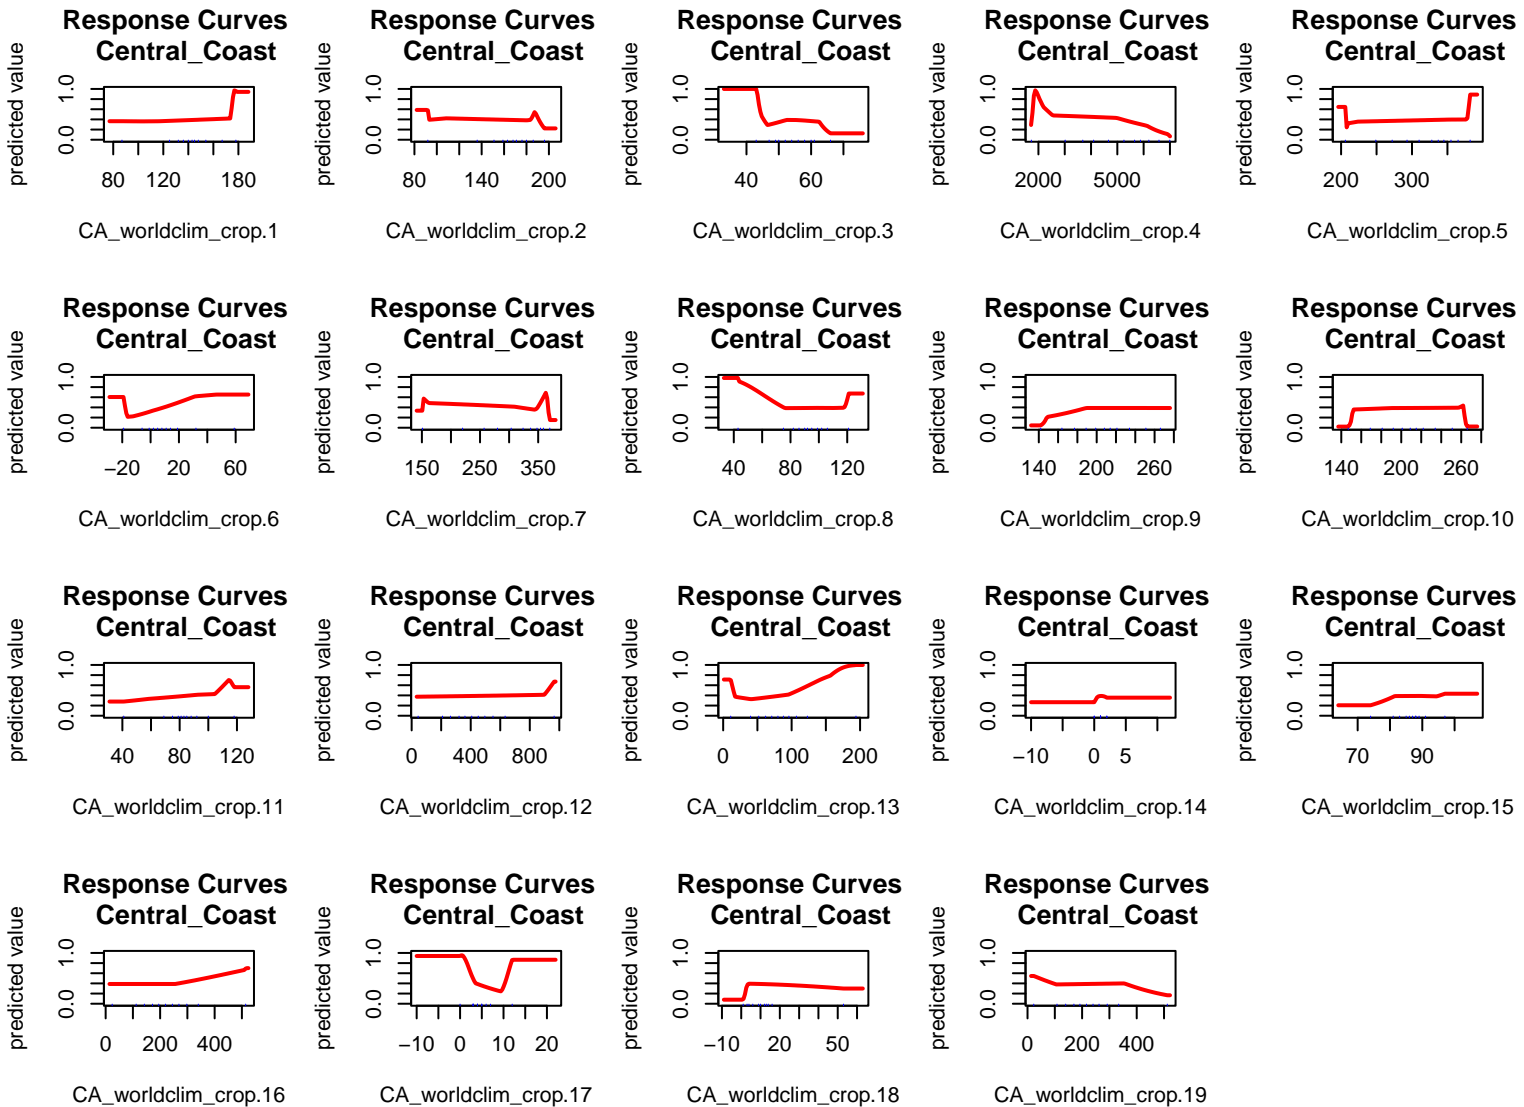 Response Curves
Central_Coast
predicted value
0.0 1.0
80 120 180
CA_worldclim_crop.1
Response Curves
Central_Coast
predicted value
0.0 1.0
80 140 200
CA_worldclim_crop.2
Response Curves
Central_Coast
predicted value
0.0 1.0
40 60
CA_worldclim_crop.3
Response Curves
Central_Coast
predicted value
0.0 1.0
2000 5000
CA_worldclim_crop.4
Response Curves
Central_Coast
predicted value
0.0 1.0
200 300
CA_worldclim_crop.5
Response Curves
Central_Coast
predicted value
0.0 1.0
−20 20 60
CA_worldclim_crop.6
Response Curves
Central_Coast
predicted value
0.0 1.0
150 250 350
CA_worldclim_crop.7
Response Curves
Central_Coast
predicted value
0.0 1.0
40 80 120
CA_worldclim_crop.8
Response Curves
Central_Coast
predicted value
0.0 1.0
140 200 260
CA_worldclim_crop.9
Response Curves
Central_Coast
predicted value
0.0 1.0
140 200 260
CA_worldclim_crop.10
Response Curves
Central_Coast
predicted value
0.0 1.0
40 80 120
CA_worldclim_crop.11
Response Curves
Central_Coast
predicted value
0.0 1.0
0 400 800
CA_worldclim_crop.12
Response Curves
Central_Coast
predicted value
0.0 1.0
0 100 200
CA_worldclim_crop.13
Response Curves
Central_Coast
predicted value
0.0 1.0
−10 0 5
CA_worldclim_crop.14
Response Curves
Central_Coast
predicted value
0.0 1.0
70 90
CA_worldclim_crop.15
Response Curves
Central_Coast
predicted value
0.0 1.0
0 200 400
CA_worldclim_crop.16
Response Curves
Central_Coast
predicted value
0.0 1.0
−10 0 10 20
CA_worldclim_crop.17
Response Curves
Central_Coast
predicted value
0.0 1.0
−10 20 50
CA_worldclim_crop.18
Response Curves
Central_Coast
predicted value
0.0 1.0
0 200 400
CA_worldclim_crop.19